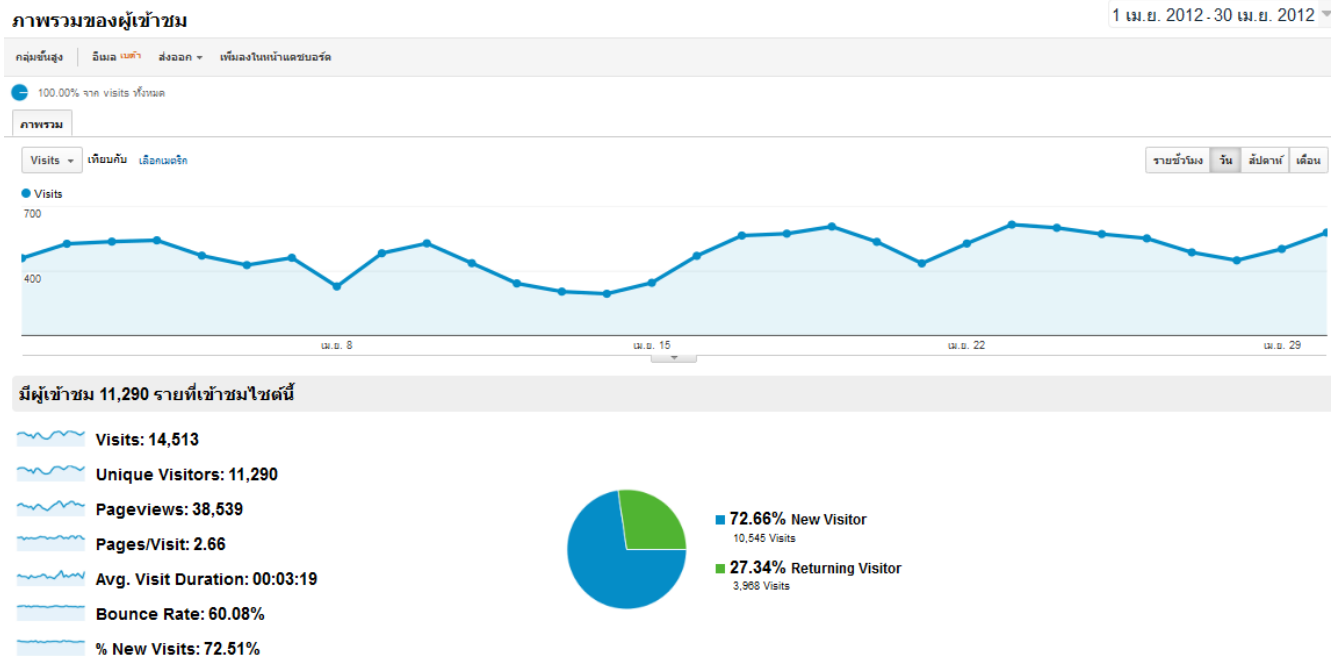 ภาพรวมของผู้เข้าชม
1 เม.ย. 2012 - 30 เม.ย. 2012
กลุ่มขั้นสูง อีเมล เบต้า ส่งออก เพิ่มลงในหน้าแดชบอร์ด
100.00% จาก visits ทั้งหมด
ภาพรวม
Visits เทียบกับ เลือกเมตริก
รายชั่วโมง วัน สัปดาห์ เดือน
Visits
700
400
เม.ย. 8 เม.ย. 15 เม.ย. 22 เม.ย. 29
มีผู้เข้าชม 11,290 รายที่เข้าชมไซต์นี้
Visits: 14,513
Unique Visitors: 11,290
Pageviews: 38,539
Pages/Visit: 2.66
Avg. Visit Duration: 00:03:19
Bounce Rate: 60.08%
% New Visits: 72.51%
72.66% New Visitor
10,545 Visits
27.34% Returning Visitor
3,968 Visits